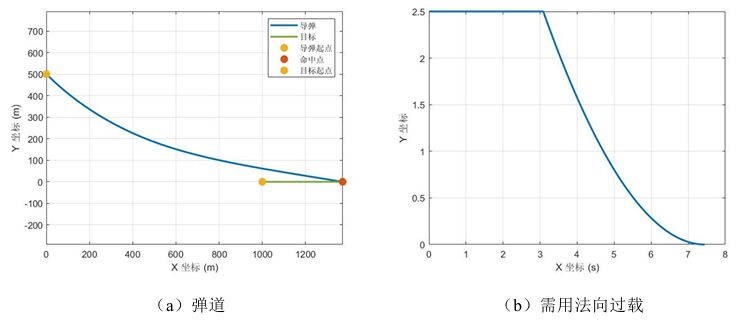 700
600
500
400
300
200
100
0
-100
-200
Y 坐标 (m)
0 200 400 600 800 1000 1200
X 坐标 (m)
导弹
目标
导弹起点
命中点
目标起点
(a) 弹道
2.5
2
1.5
1
0.5
0
Y 坐标
0 1 2 3 4 5 6 7 8
X 坐标 (s)
(b) 需用法向过载